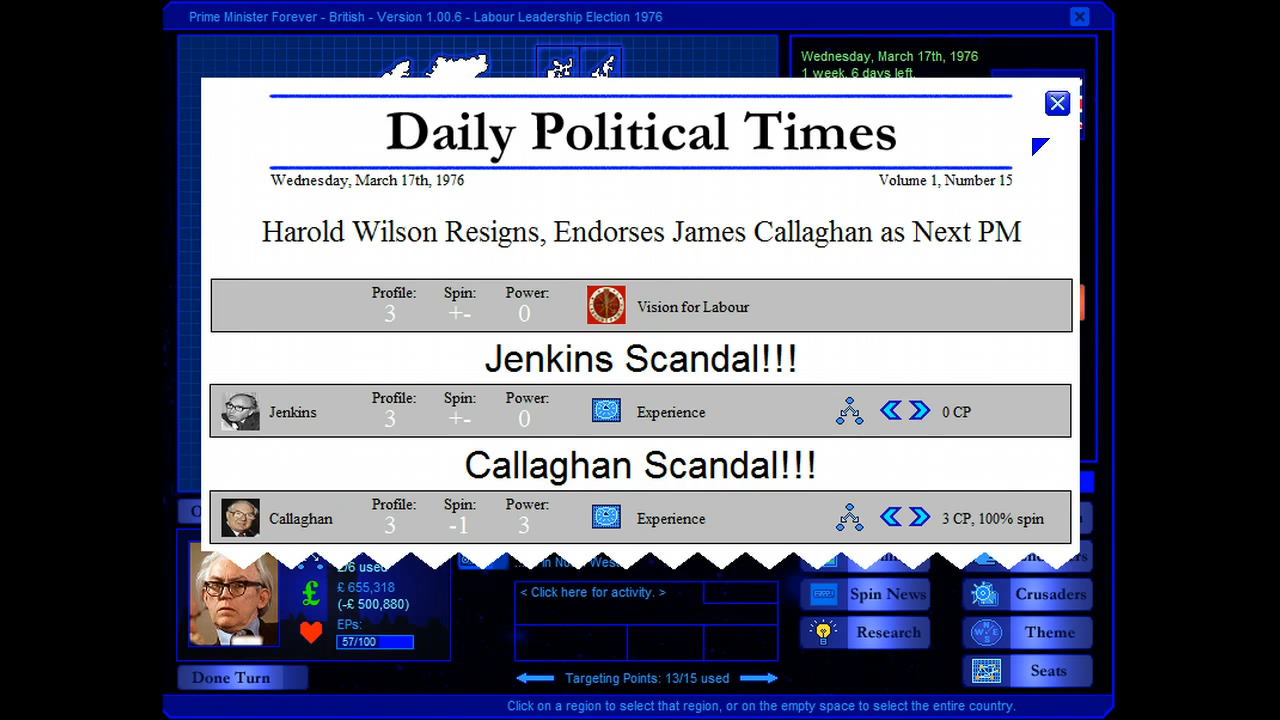 Prime Minister Forever - British - Version 1.00.6 - Labour Leadership Election 1976
Wednesday, March 17th, 1976
1 week, 6 days left.
Daily Political Times
Wednesday, March 17th, 1976 Volume 1, Number 15
Harold Wilson Resigns, Endorses James Callaghan as Next PM
Profile: Spin: Power:
3 +- 0 Vision for Labour
Jenkins Scandal!!!
Profile: Spin: Power:
Jenkins 3 +- 0 Experience 0 CP
Callaghan Scandal!!!
Profile: Spin: Power:
Callaghan 3 -1 3 Experience 3 CP, 100% spin
2/6 used
£ 655,318
(-£ 500,880)
EPs:
57/100
Done Turn
... in North West
< Click here for activity. >
Targeting Points: 13/15 used
Spin News
Crusaders
Research
Theme
Seats
Click on a region to select that region, or on the empty space to select the entire country.